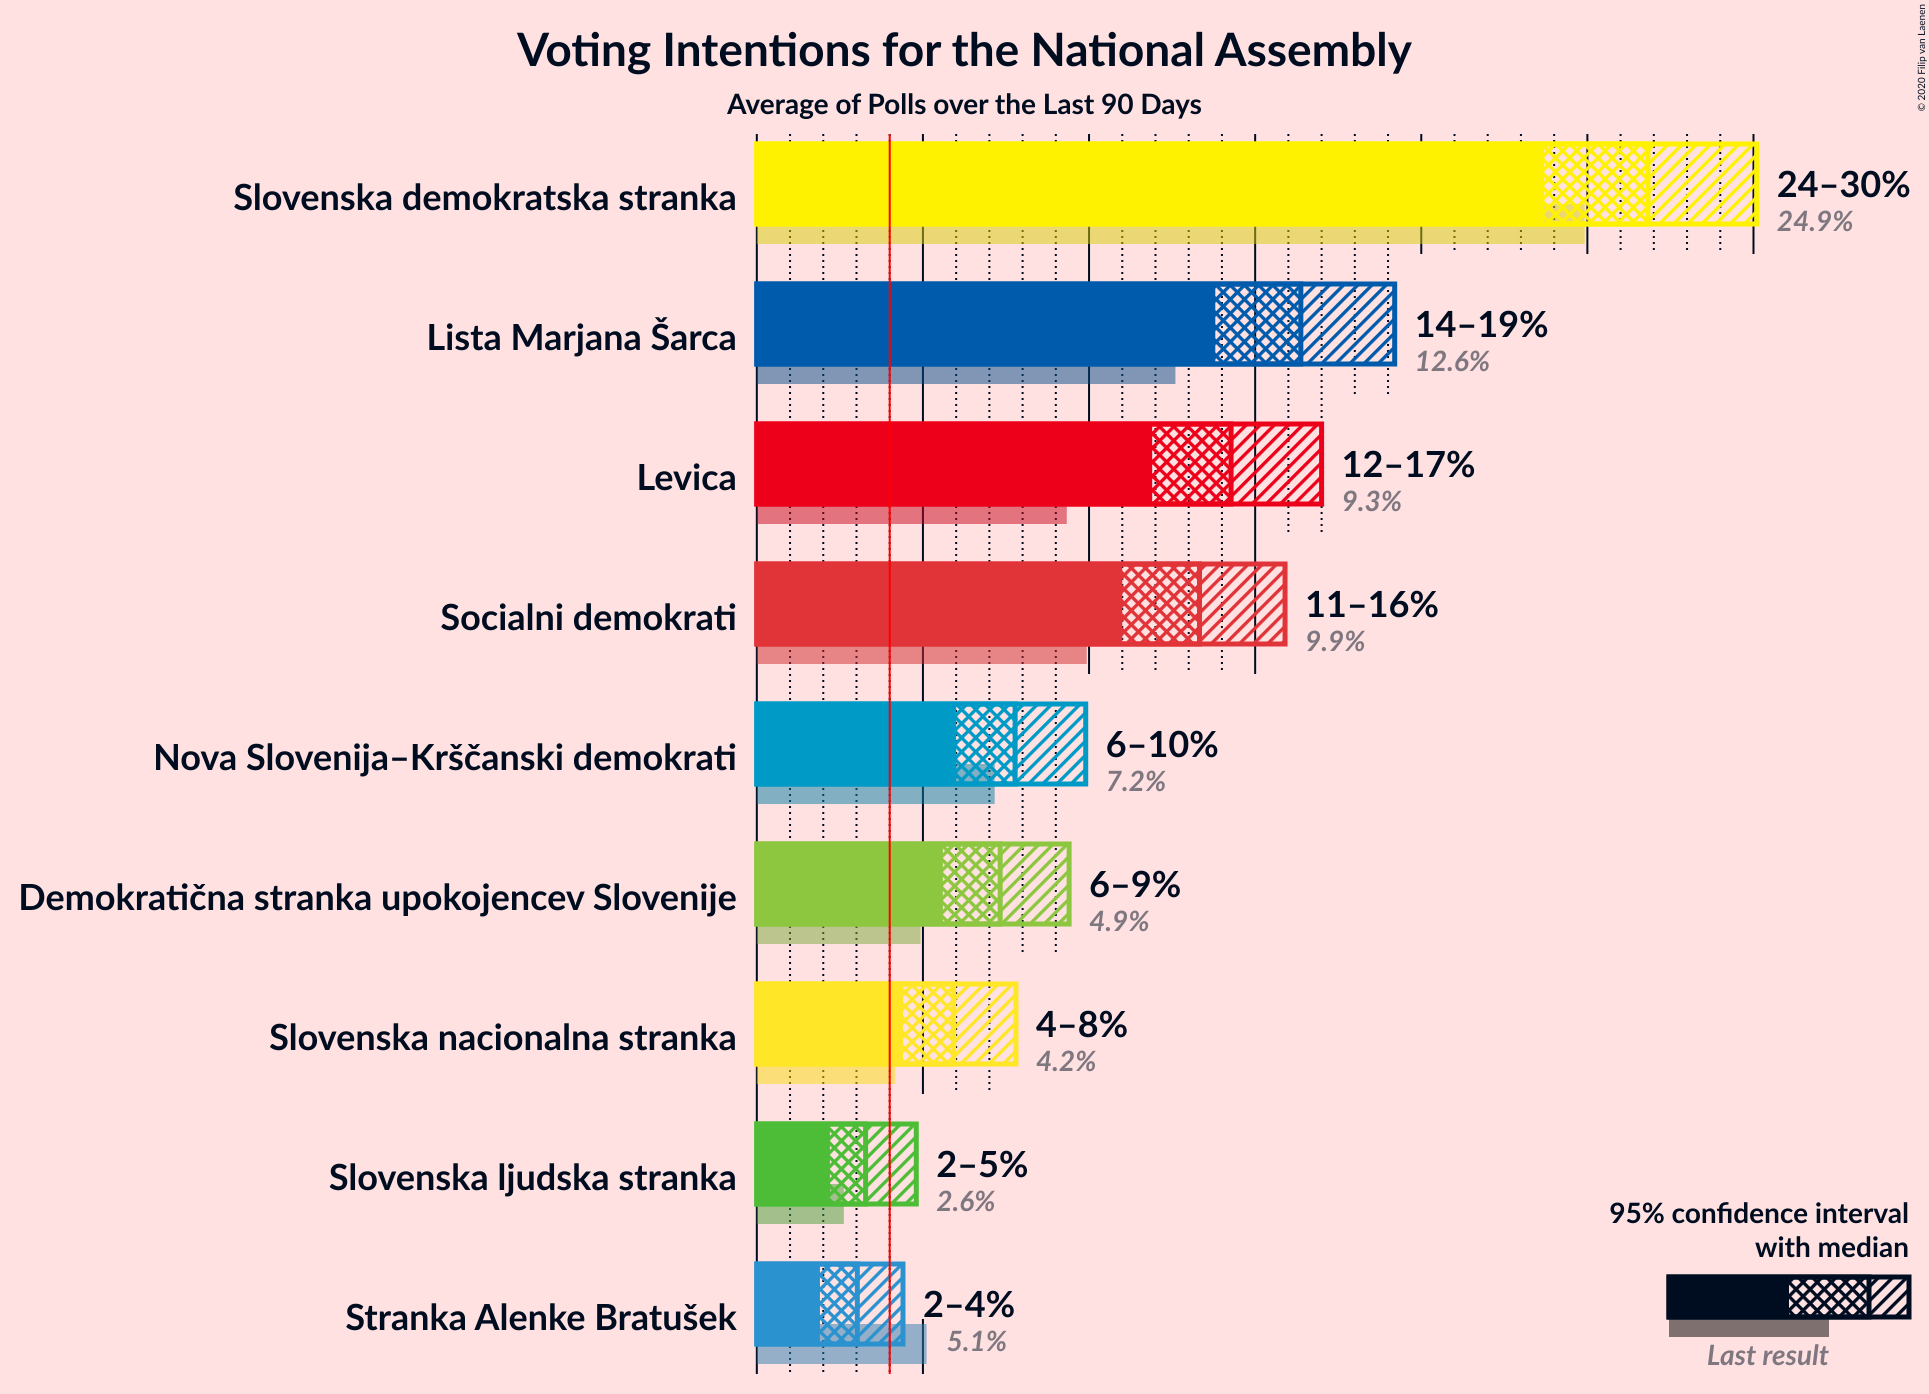 Voting Intentions for the National Assembly
Average of Polls over the Last 90 Days
© 2020 Filip van Laenen
Slovenska demokratska stranka
24–30%
24.9%
Lista Marjana Šarca
14–19%
12.6%
Levica
12–17%
9.3%
Socialni demokrati
11–16%
9.9%
Nova Slovenija–Krščanski demokrati
6–10%
7.2%
Demokratična stranka upokojencev Slovenije
6–9%
4.9%
Slovenska nacionalna stranka
4–8%
4.2%
Slovenska ljudska stranka
2–5%
2.6%
Stranka Alenke Bratušek
2–4%
5.1%
95% confidence interval
with median
Last result